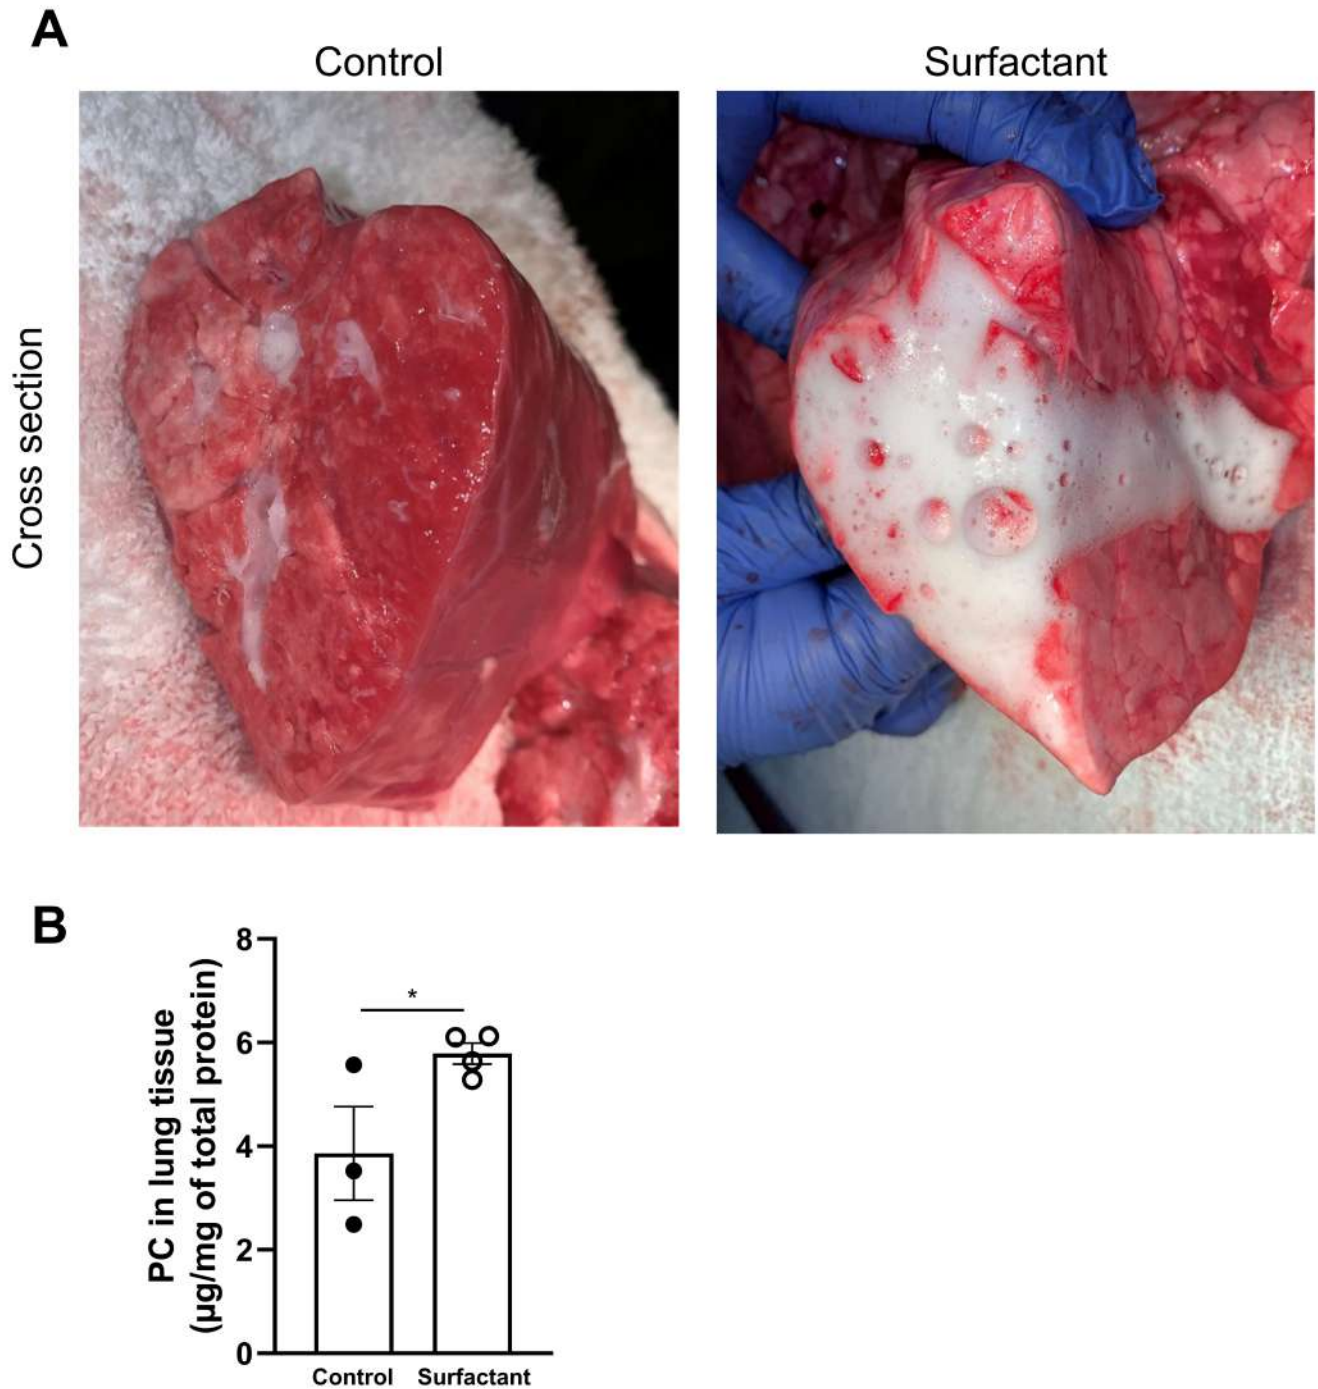 A
Control
Surfactant
Cross section
B
PC in lung tissue
(µg/mg of total protein)
8
6
4
2
0
*
Control
Surfactant